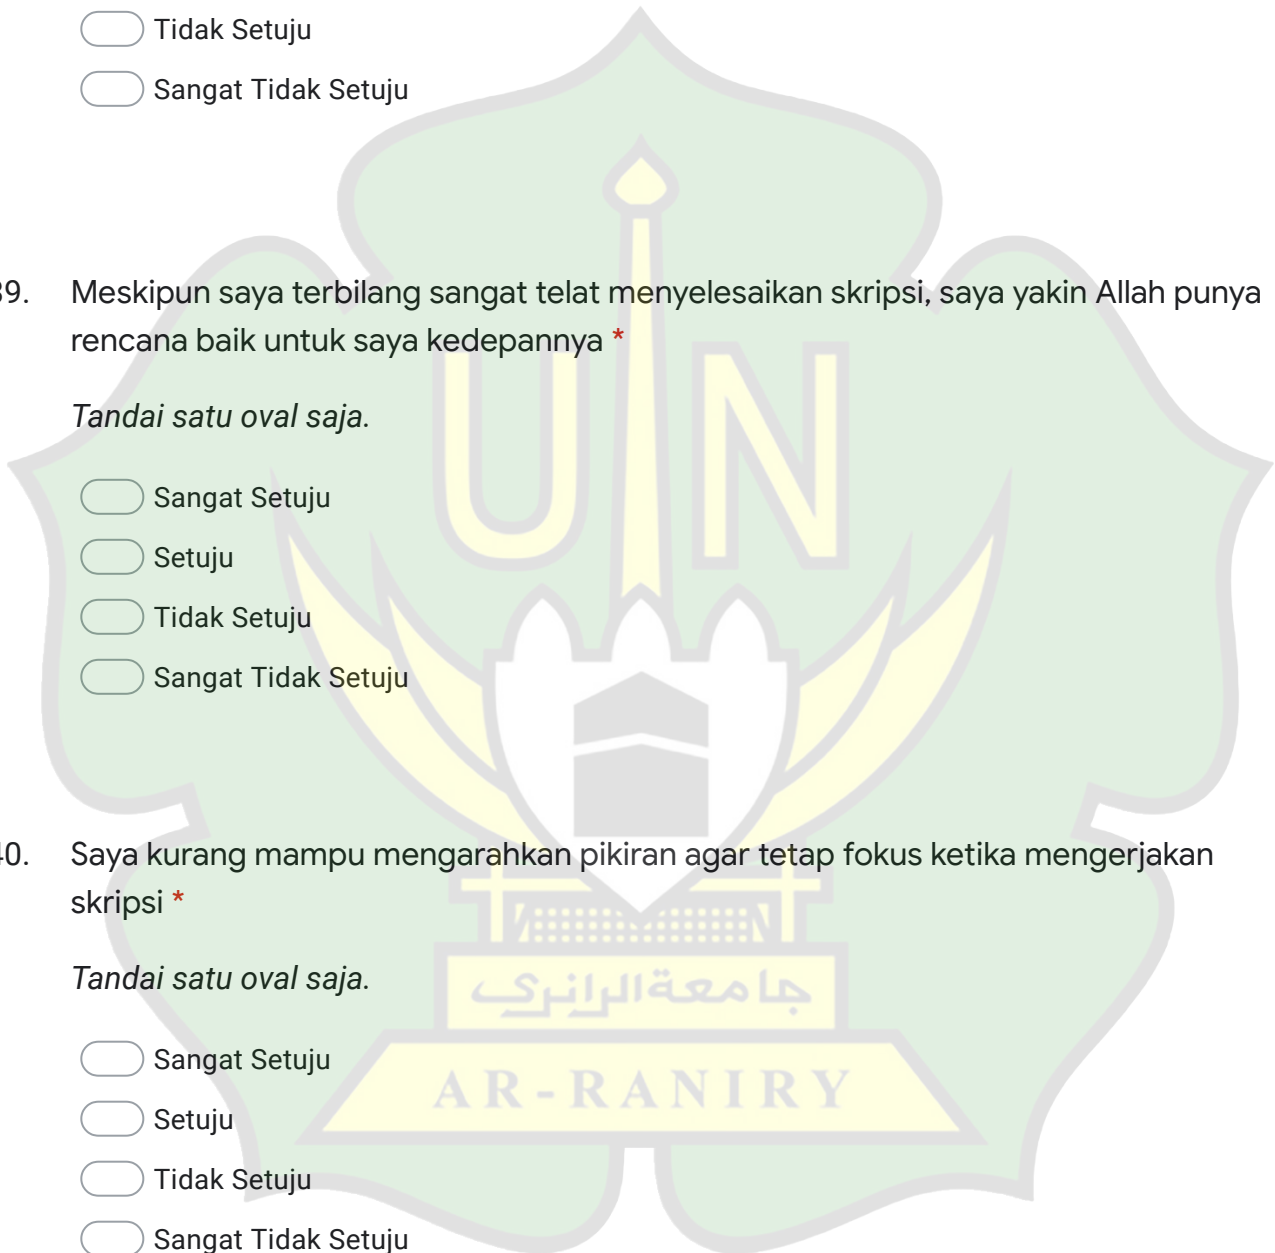 Tidak Setuju
Sangat Tidak Setuju
39. Meskipun saya terbilang sangat telat menyelesaikan skripsi, saya yakin Allah punya
rencana baik untuk saya kedepannya *
Tandai satu oval saja.
Sangat Setuju
Setuju
Tidak Setuju
Sangat Tidak Setuju
40. Saya kurang mampu mengarahkan pikiran agar tetap fokus ketika mengerjakan
skripsi *
Tandai satu oval saja.
Sangat Setuju
Setuju
Tidak Setuju
Sangat Tidak Setuju
UIN
جامعة الرانري
AR-RANIRY